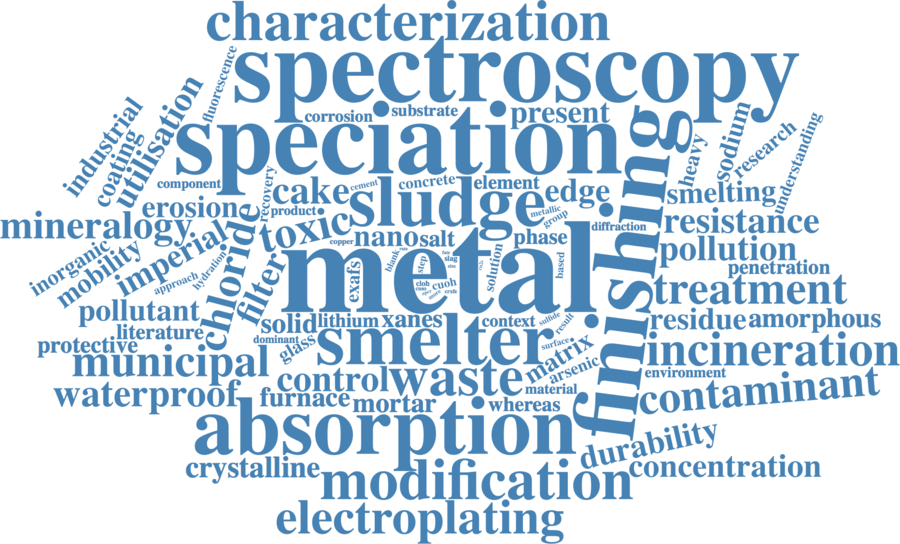 characterization
spectroscopy
fluorescence
corrosion
substrate
present
speciation
industrial
coating
utilisation
finishing
heavy
sodium
research
understanding
component
recovery
cake
cement
concrete
element
edge
smelting
mineralogy
erosion
product
sludge
metallic
group
diffraction
resistance
imperial
chloride
toxic
copper
nano
salt
phase
pollution
inorganic
mobility
approach
hydration
filter
exafs
metal
blank
step
slag
solution
based
penetration
cloh
cuoh
treatment
pollutant
literature
solid
lithium
xanes
context
sulfide
result
residue
amorphous
protective
dominant
glass
smelter
surface
matrix
incineration
municipal
arsenic
environment
waterproof
control
waste
material
contaminant
furnace
mortar
whereas
absorption
durability
crystalline
modification
concentration
electroplating